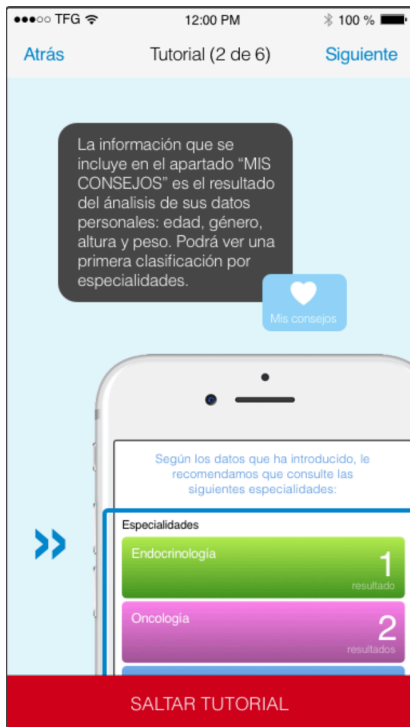 TFG 12:00 PM 100 %
Atrás Tutorial (2 de 6) Siguiente
La información que se
incluye en el apartado “MIS
CONSEJOS” es el resultado
del ánalisis de sus datos
personales: edad, género,
altura y peso. Podrá ver una
primera clasificación por
especialidades.
Mis consejos
Según los datos que ha introducido, le
recomendamos que consulte las
siguientes especialidades:
Especialidades
Endocrinología 1
resultado
Oncología 2
resultados
SALTAR TUTORIAL